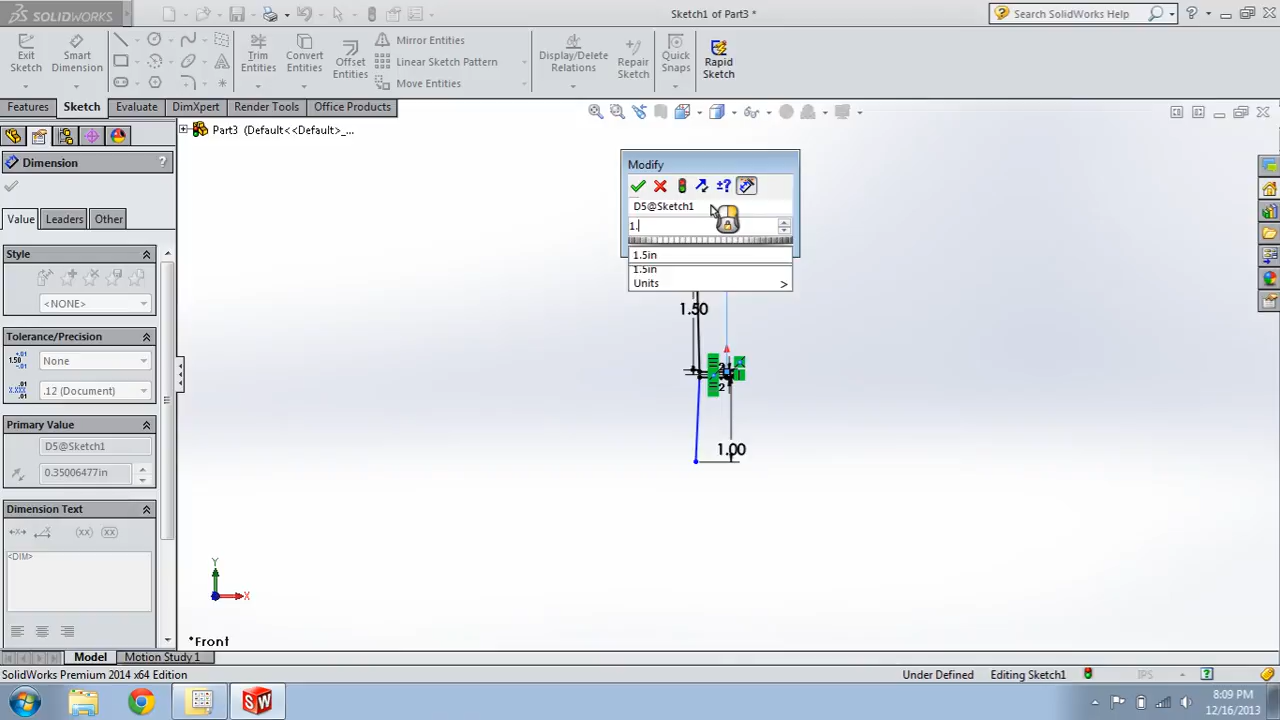 SOLIDWORKS
Sketch1 of Part3 *
Search SolidWorks Help
Exit Sketch
Smart Dimension
Trim Entities
Convert Entities
Offset Entities
Mirror Entities
Linear Sketch Pattern
Move Entities
Display/Delete Relations
Repair Sketch
Quick Snaps
Rapid Sketch
Features
Sketch
Evaluate
DimXpert
Render Tools
Office Products
Part3 (Default<<Default>_...
Dimension
?
Value
Leaders
Other
Style
<NONE>
Tolerance/Precision
None
.12 (Document)
Primary Value
D5@Sketch1
0.35006477in
Dimension Text
(xx)
(xx)
<DIM>
Modify
±?
D5@Sketch1
1.
1.5in
1.5in
Units >
1.50
1.00
Y
X
*Front
Model
Motion Study 1
SolidWorks Premium 2014 x64 Edition
Under Defined
Editing Sketch1
IPS
?
SW
8:09 PM
12/16/2013